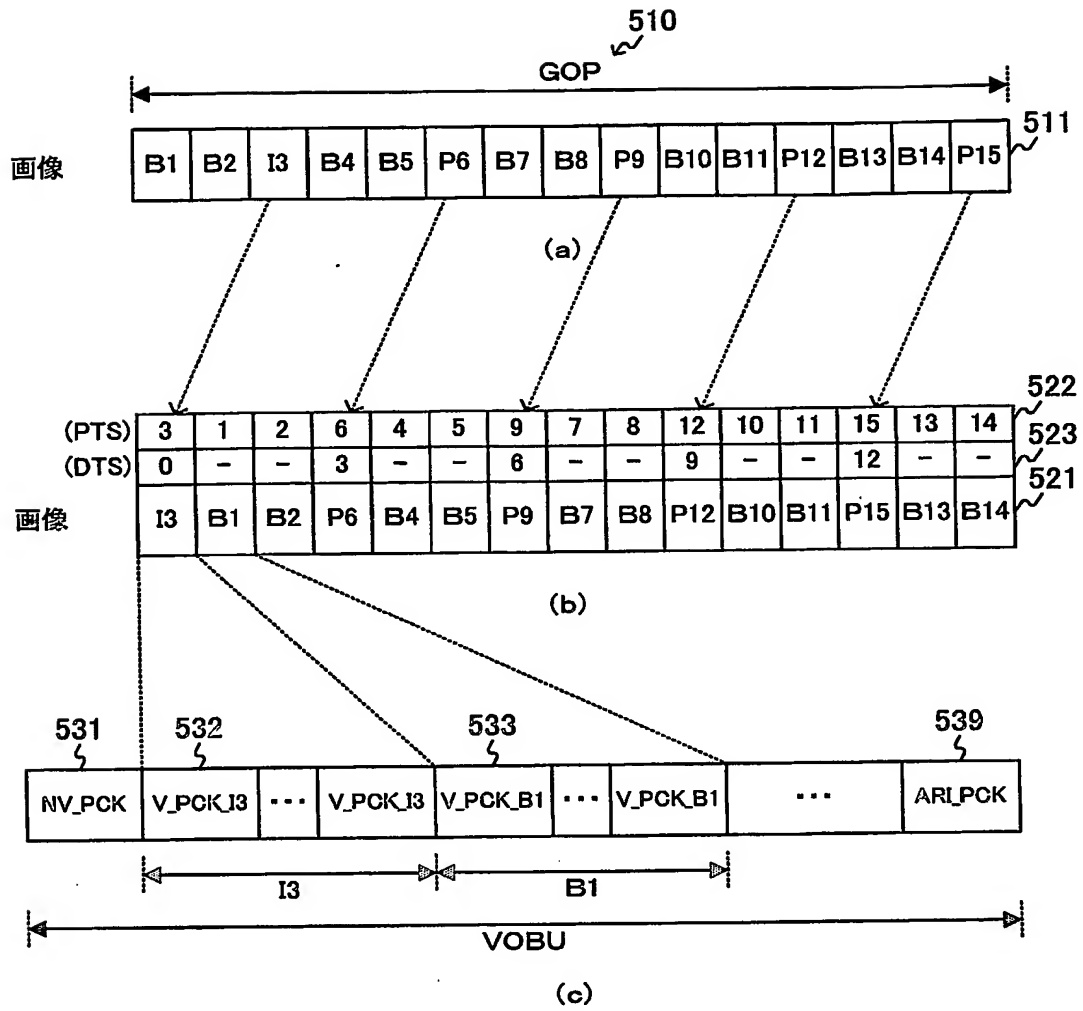 510
GOP
画像 B1 B2 I3 B4 B5 P6 B7 B8 P9 B10 B11 P12 B13 B14 P15 511
(a)
(PTS) 3 1 2 6 4 5 9 7 8 12 10 11 15 13 14 522
(DTS) 0 - - 3 - - 6 - - 9 - - 12 - - 523
画像 I3 B1 B2 P6 B4 B5 P9 B7 B8 P12 B10 B11 P15 B13 B14 521
(b)
531 532 533 539
NV_PCK V_PCK_I3 ··· V_PCK_I3 V_PCK_B1 ··· V_PCK_B1 ··· ARI_PCK
I3 B1
VOBU
(c)